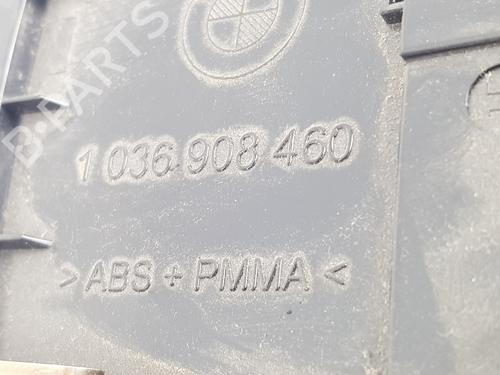 B-PARTS
1 036 908 460
> ABS + PMMA <